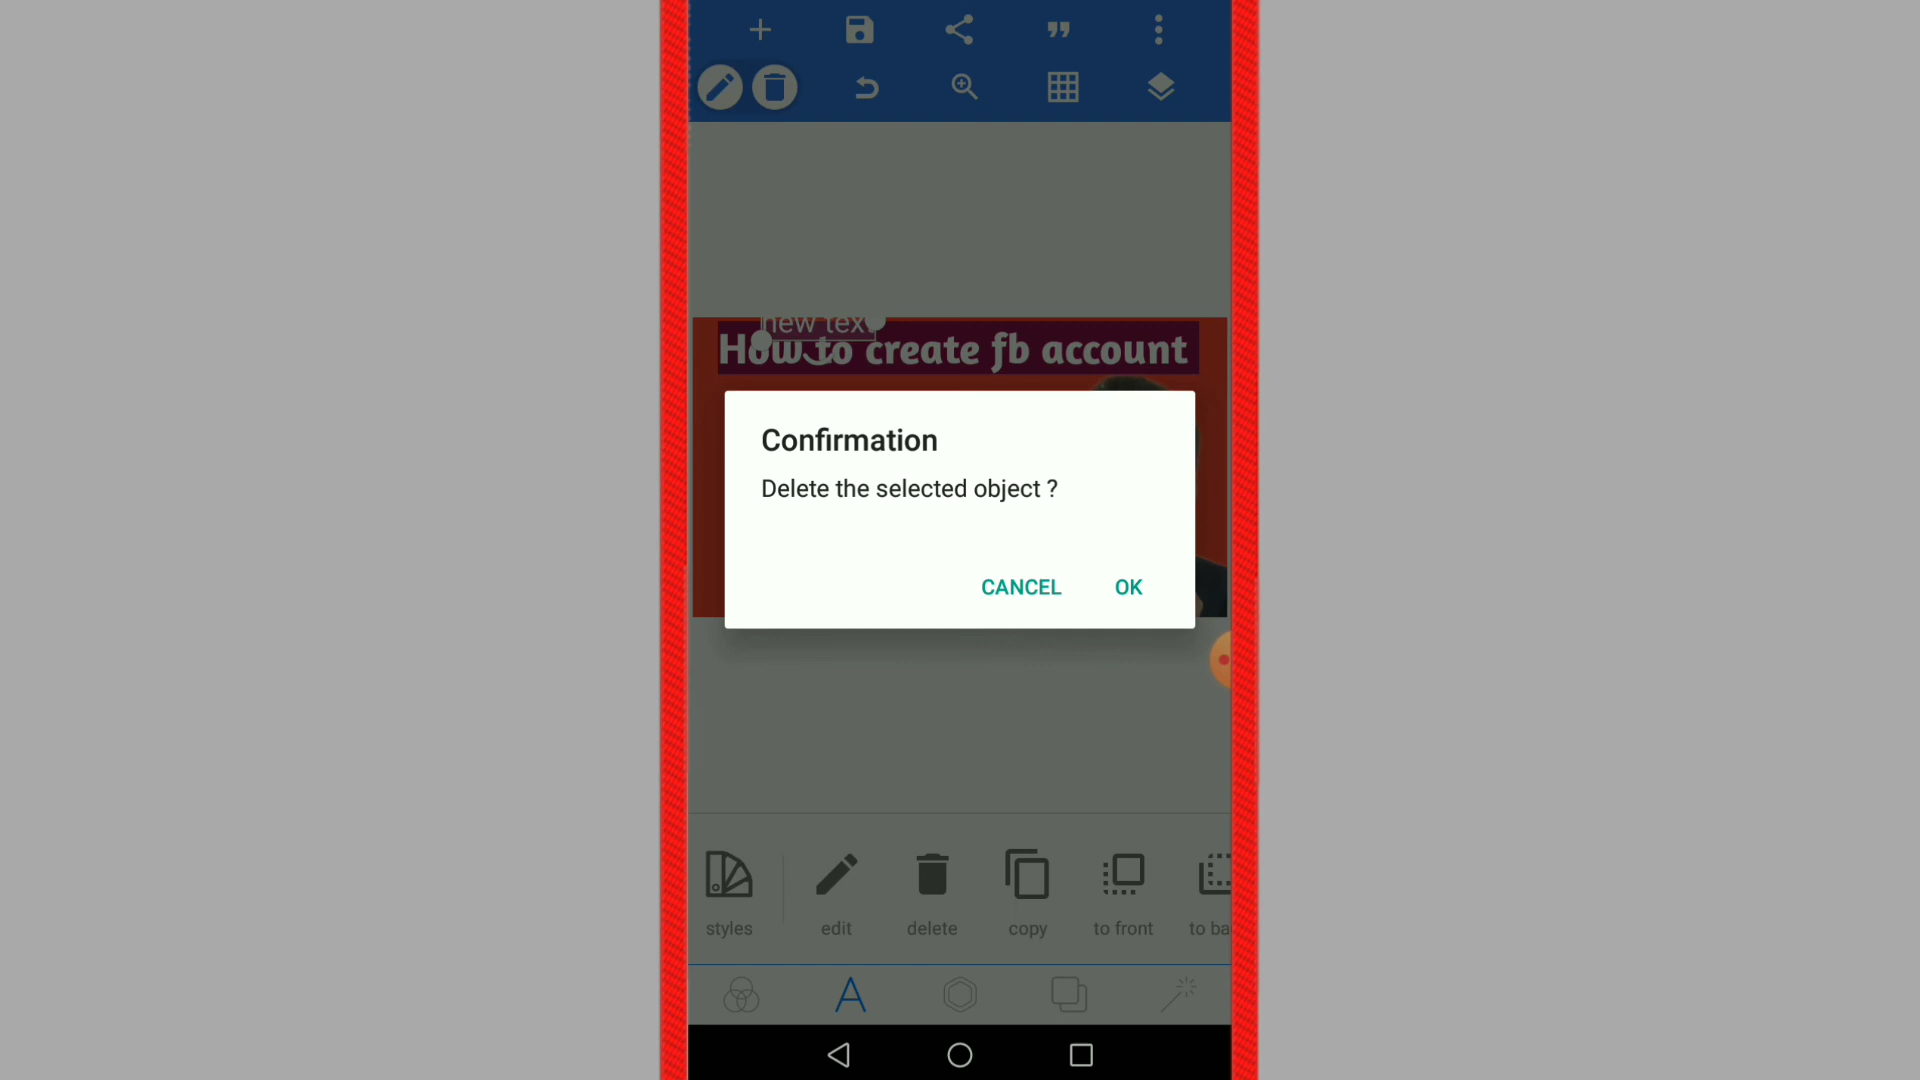 new text
How to create fb account
Confirmation
Delete the selected object ?
CANCEL OK
styles edit delete copy to front to ba